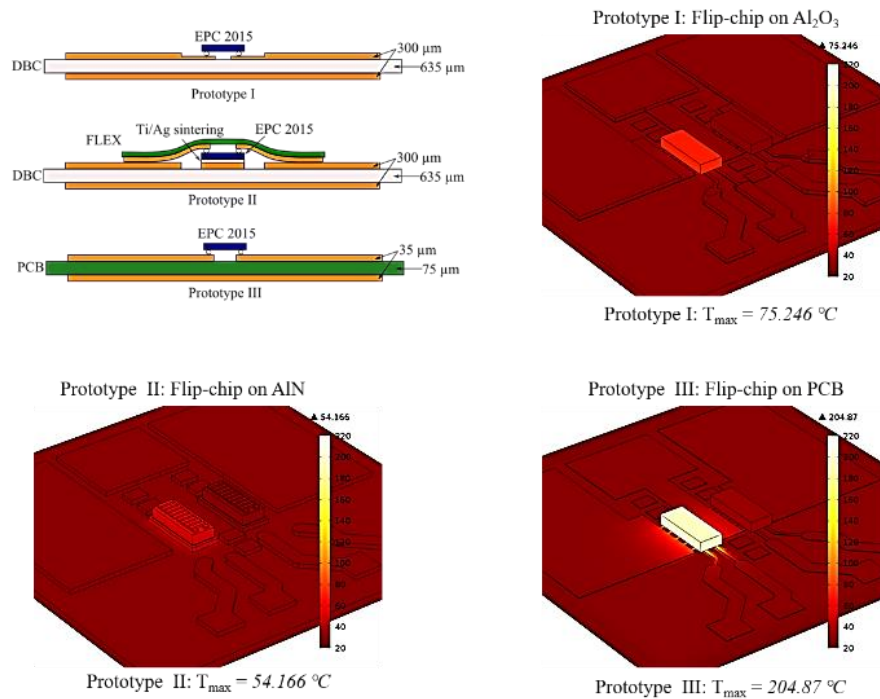 EPC 2015
300 µm
DBC
635 µm
Prototype I
Ti/Ag sintering
EPC 2015
FLEX
300 µm
DBC
635 µm
Prototype II
EPC 2015
35 µm
PCB
75 µm
Prototype III
Prototype I: Flip-chip on Al₂O₃
▲ 75.246
220
200
180
160
140
120
100
80
60
40
20
Prototype I: Tmax = 75.246 °C
Prototype II: Flip-chip on AlN
▲ 54.166
220
200
180
160
140
120
100
80
60
40
20
Prototype II: Tmax = 54.166 °C
Prototype III: Flip-chip on PCB
▲ 204.87
220
200
180
160
140
120
100
80
60
40
20
Prototype III: Tmax = 204.87 °C